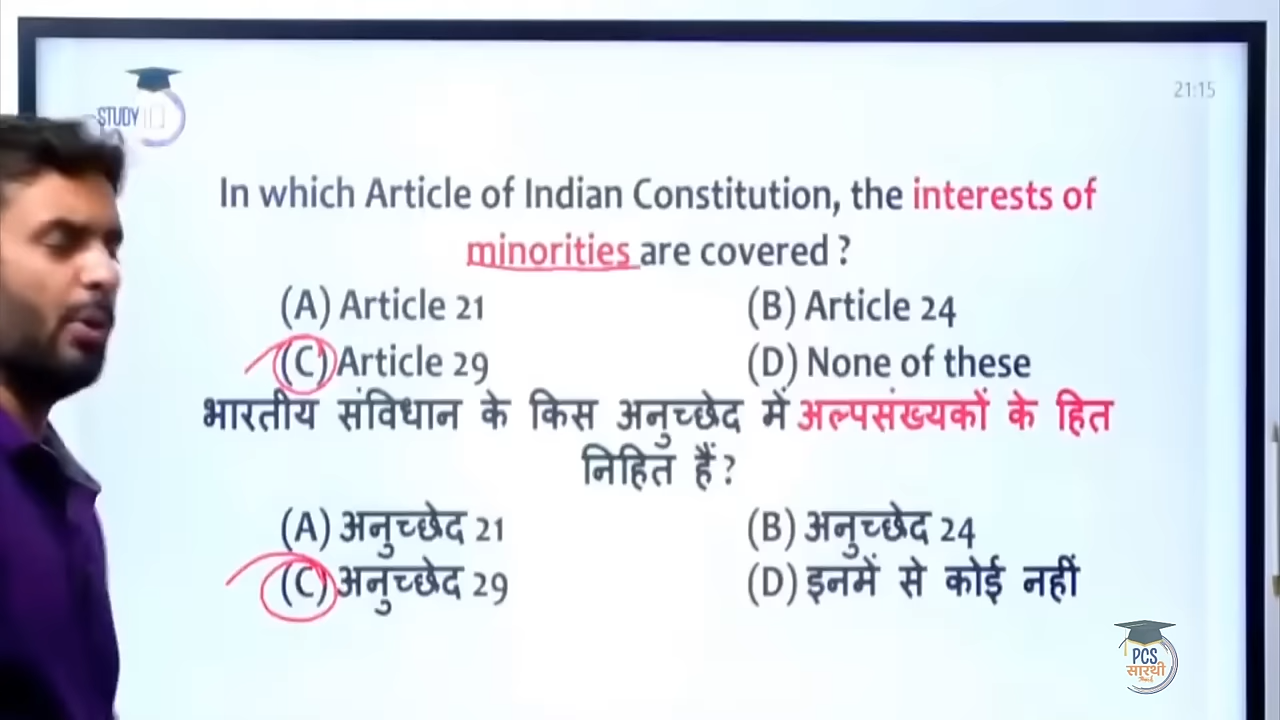 STUDY
21:15
In which Article of Indian Constitution, the interests of
minorities are covered ?
(A) Article 21 (B) Article 24
(C) Article 29 (D) None of these
भारतीय संविधान के किस अनुच्छेद में अल्पसंख्यकों के हित
निहित हैं ?
(A) अनुच्छेद 21 (B) अनुच्छेद 24
(C) अनुच्छेद 29 (D) इनमें से कोई नहीं
PCS
सारथी